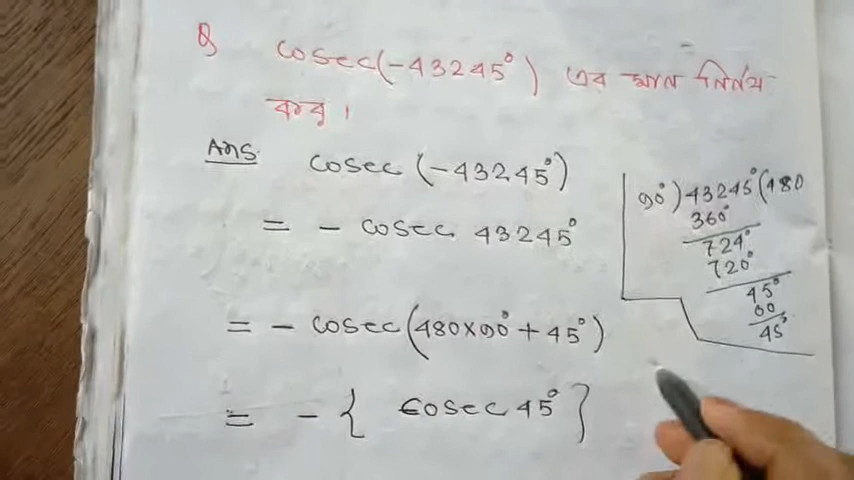 Q cosec(-43245°) এর মান নির্ণয়
কর ।
Ans. cosec (-43245°)
= - cosec 43245°
= - cosec (480×90° + 45°)
= - { cosec 45° }
90° ) 43245° ( 480
360°
724°
720°
45°
00
45°